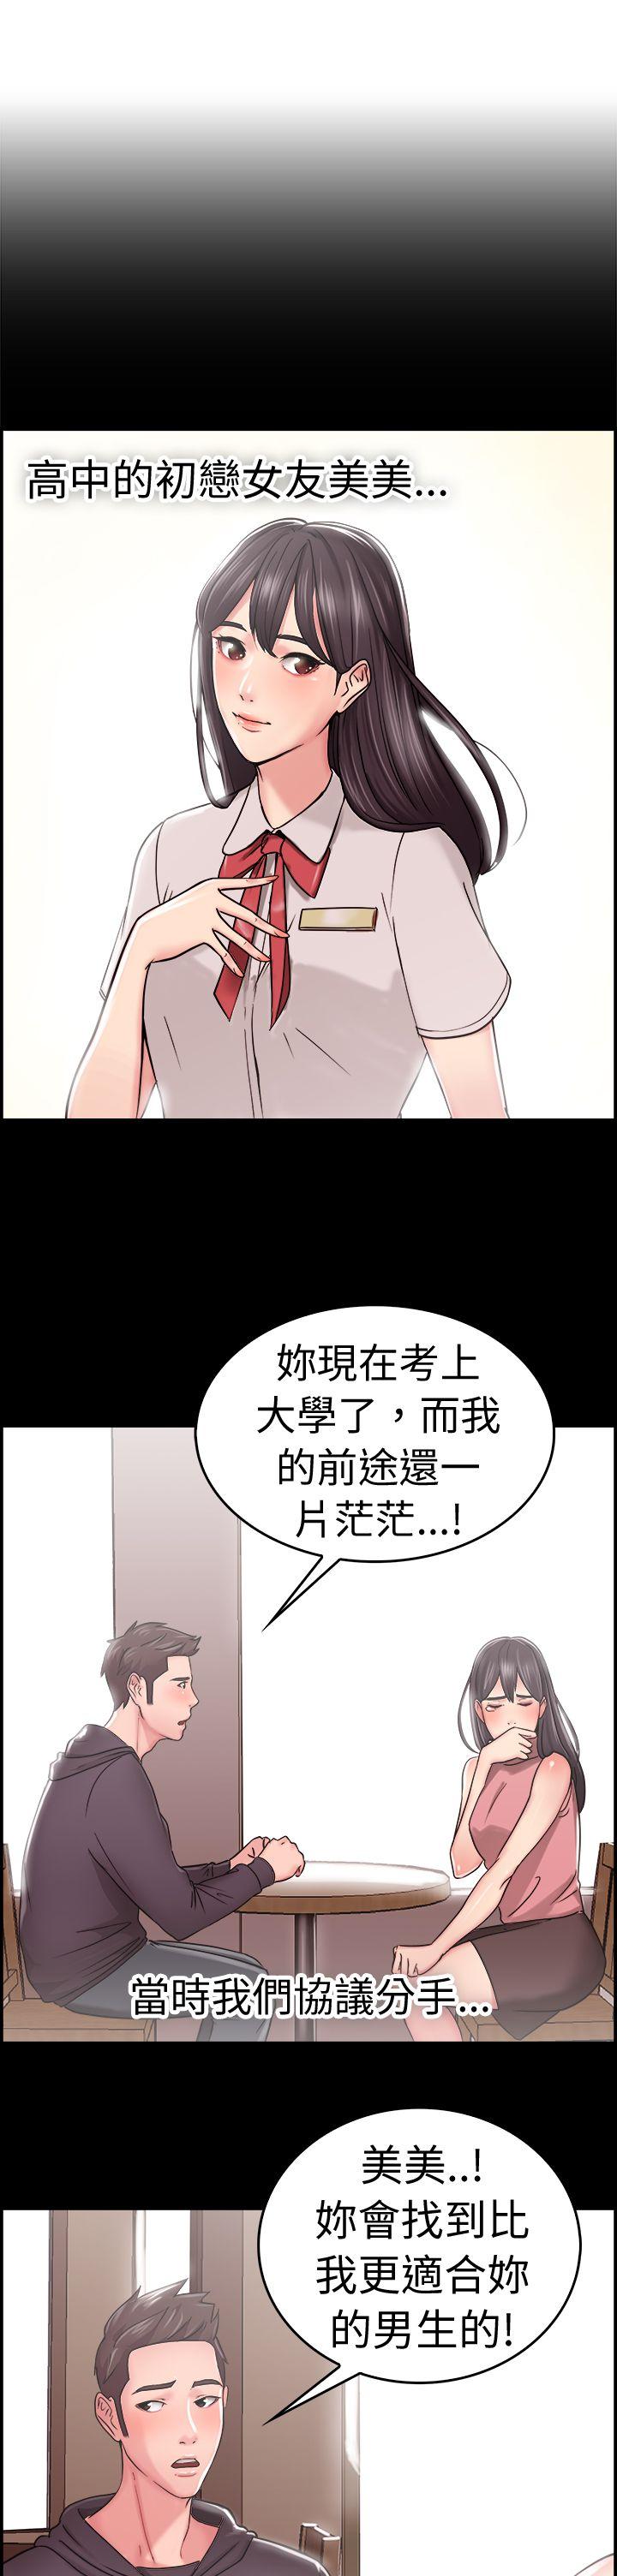 高中的初戀女友美美...
妳現在考上
大學了，而我
的前途還一
片茫茫...!
當時我們協議分手...
美美..!
妳會找到比
我更適合妳
的男生的!